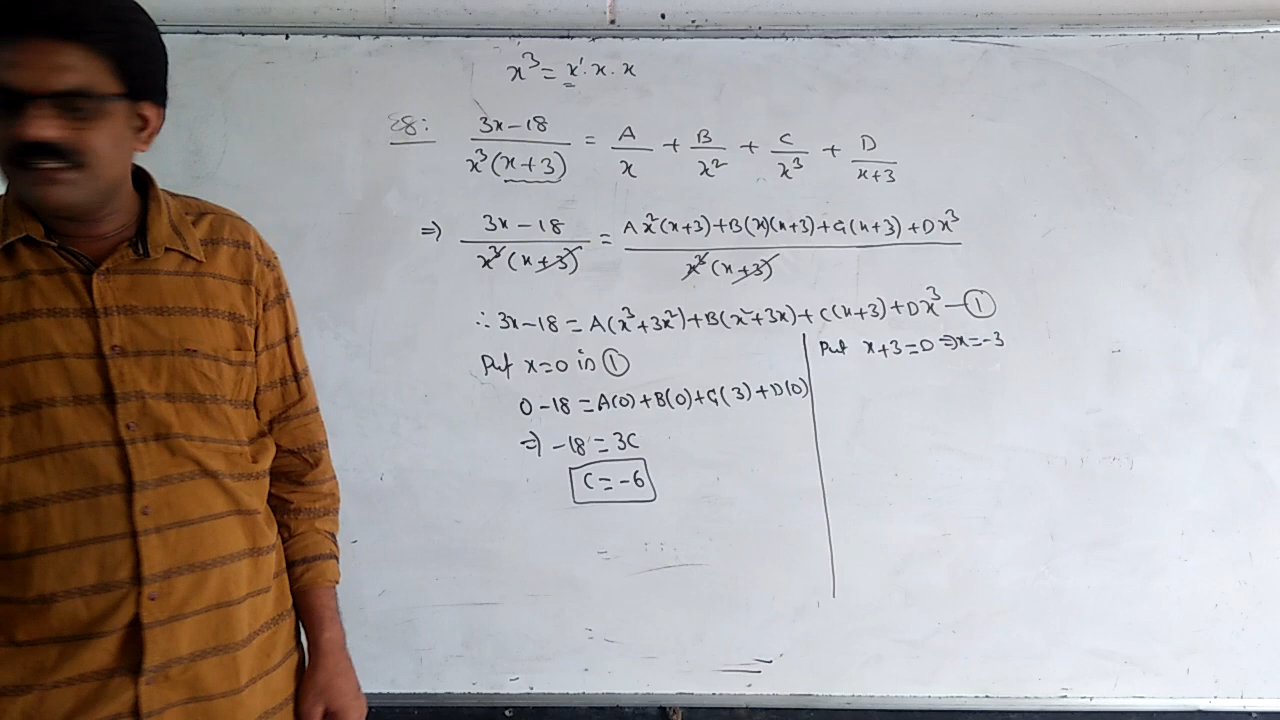 x³ = x¹. x. x
28: 3x-18 / x³(x+3) = A/x + B/x² + C/x³ + D/x+3
⇒ 3x-18 / x³(x+3) = Ax²(x+3)+B(x)(x+3)+C(x+3)+Dx³ / x³(x+3)
∴ 3x-18 = A(x³+3x²)+B(x²+3x)+C(x+3)+Dx³ — ①
Put x=0 in ①
0-18 = A(0)+B(0)+C(3)+D(0)
⇒ -18 = 3C
C = -6
Put x+3=0 ⇒ x=-3